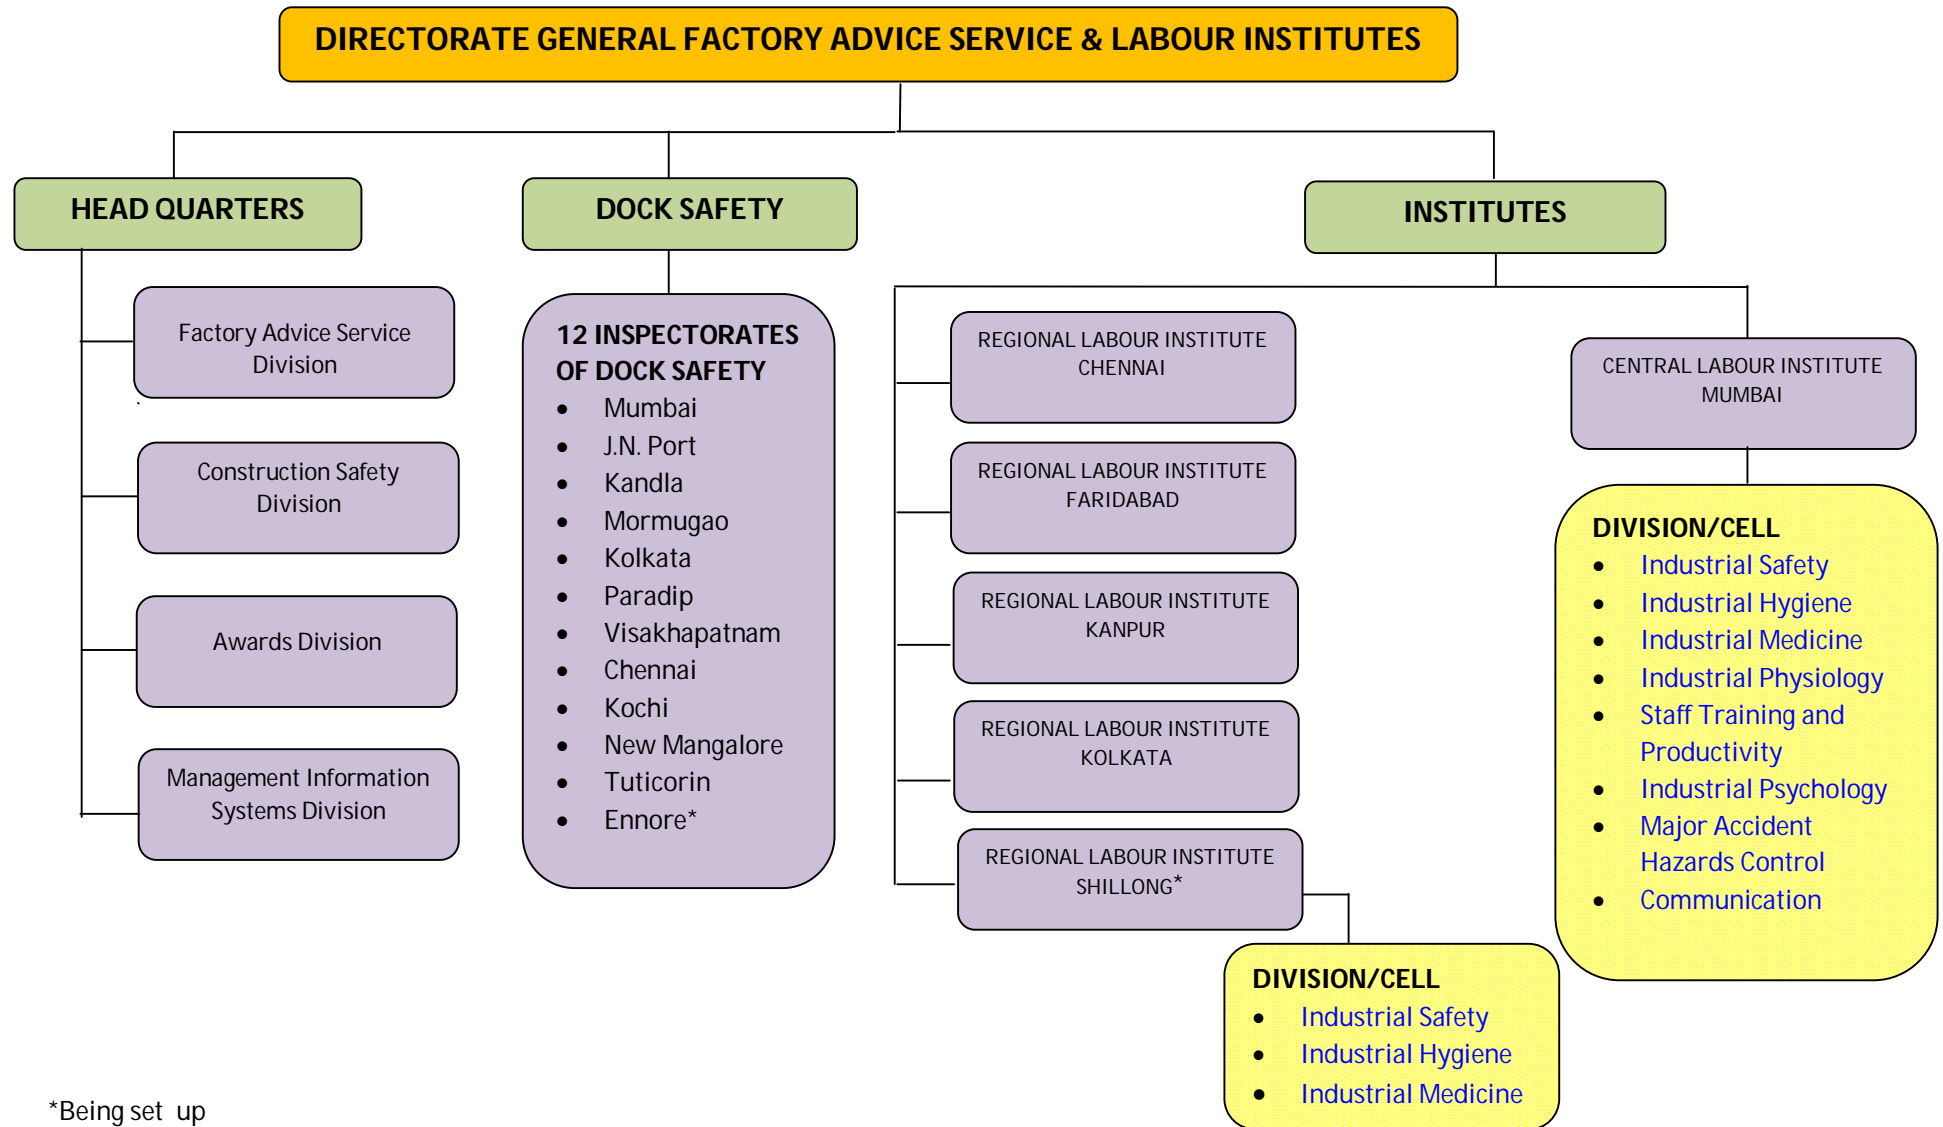 DIRECTORATE GENERAL FACTORY ADVICE SERVICE & LABOUR INSTITUTES
HEAD QUARTERS
Factory Advice Service
Division
Construction Safety
Division
Awards Division
Management Information
Systems Division
DOCK SAFETY
12 INSPECTORATES
OF DOCK SAFETY
• Mumbai
• J.N. Port
• Kandla
• Mormugao
• Kolkata
• Paradip
• Visakhapatnam
• Chennai
• Kochi
• New Mangalore
• Tuticorin
• Ennore*
INSTITUTES
REGIONAL LABOUR INSTITUTE
CHENNAI
REGIONAL LABOUR INSTITUTE
FARIDABAD
REGIONAL LABOUR INSTITUTE
KANPUR
REGIONAL LABOUR INSTITUTE
KOLKATA
REGIONAL LABOUR INSTITUTE
SHILLONG*
DIVISION/CELL
• Industrial Safety
• Industrial Hygiene
• Industrial Medicine
CENTRAL LABOUR INSTITUTE
MUMBAI
DIVISION/CELL
• Industrial Safety
• Industrial Hygiene
• Industrial Medicine
• Industrial Physiology
• Staff Training and
Productivity
• Industrial Psychology
• Major Accident
Hazards Control
• Communication
*Being set up